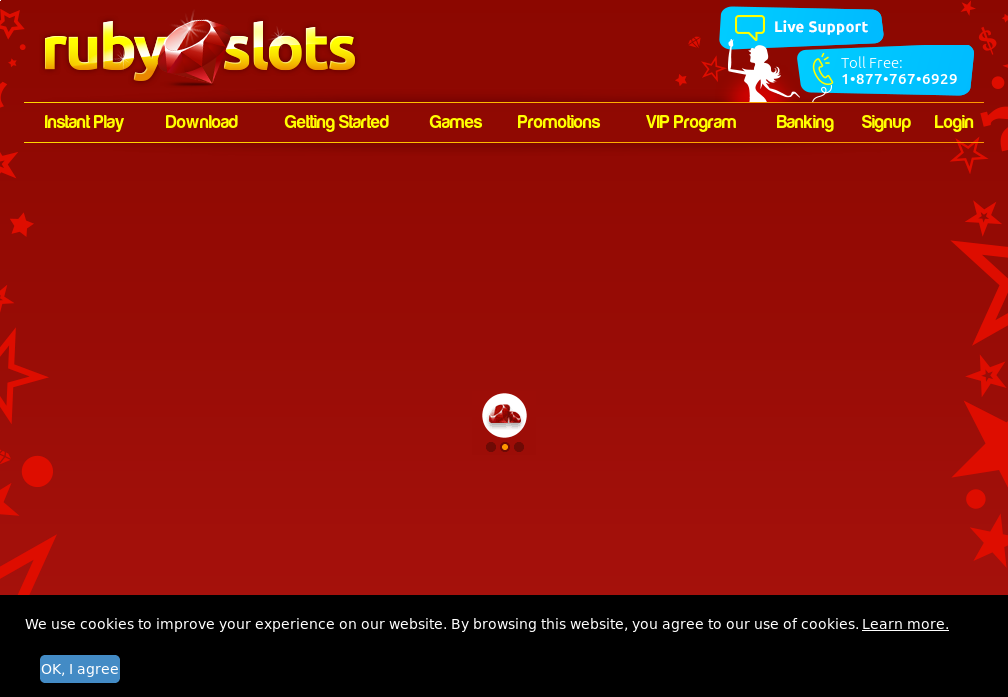 ruby slots
Live Support
Toll Free:
1•877•767•6929
Instant Play Download Getting Started Games Promotions VIP Program Banking Signup Login
We use cookies to improve your experience on our website. By browsing this website, you agree to our use of cookies. Learn more.
OK, I agree